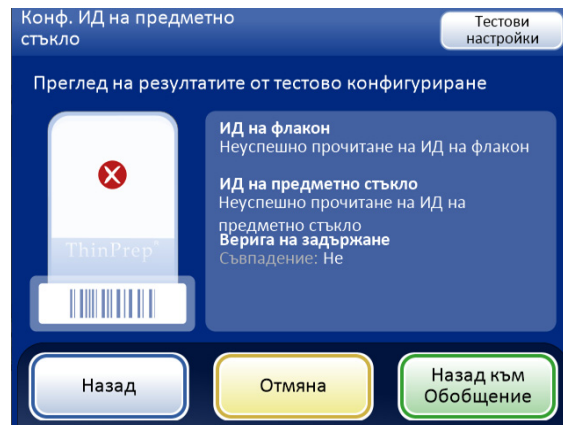 Конф. ИД на предметно
стъкло
Тестови
настройки
Преглед на резултатите от тестово конфигуриране
ThinPrep®
ИД на флакон
Неуспешно прочитане на ИД на флакон
ИД на предметно стъкло
Неуспешно прочитане на ИД на
предметно стъкло
Верига на задържане
Съвпадение: Не
Назад
Отмяна
Назад към
Обобщение